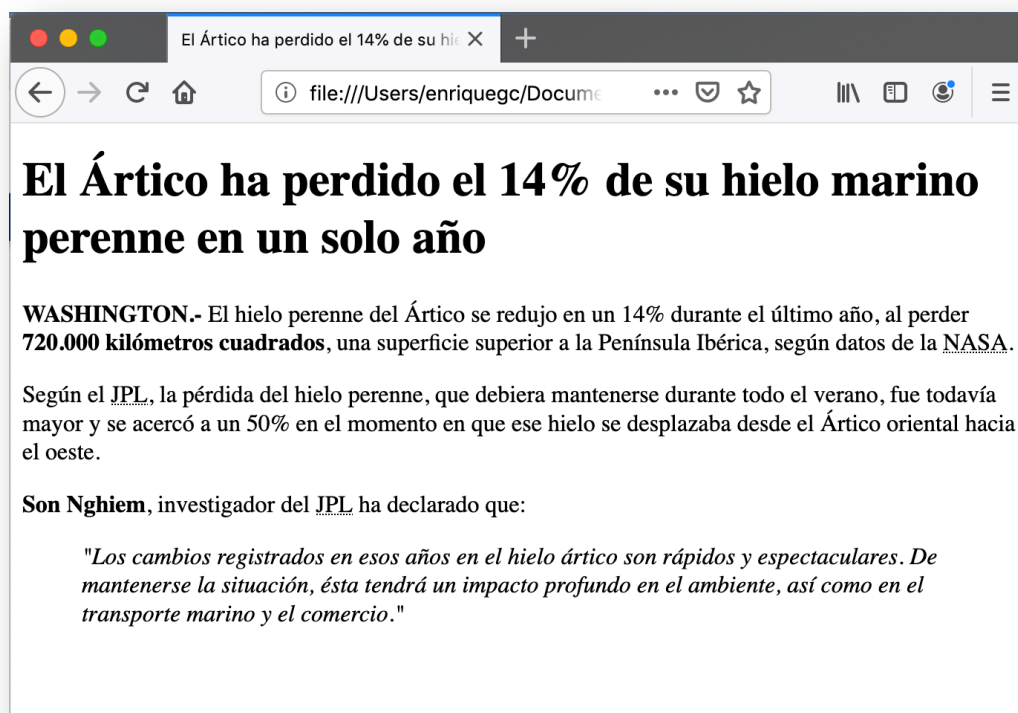 El Ártico ha perdido el 14% de su hie
file:///Users/enriquegc/Docume
El Ártico ha perdido el 14% de su hielo marino
perenne en un solo año
WASHINGTON.- El hielo perenne del Ártico se redujo en un 14% durante el último año, al perder
720.000 kilómetros cuadrados, una superficie superior a la Península Ibérica, según datos de la NASA.
Según el JPL, la pérdida del hielo perenne, que debiera mantenerse durante todo el verano, fue todavía
mayor y se acercó a un 50% en el momento en que ese hielo se desplazaba desde el Ártico oriental hacia
el oeste.
Son Nghiem, investigador del JPL ha declarado que:
"Los cambios registrados en esos años en el hielo ártico son rápidos y espectaculares. De
mantenerse la situación, ésta tendrá un impacto profundo en el ambiente, así como en el
transporte marino y el comercio."